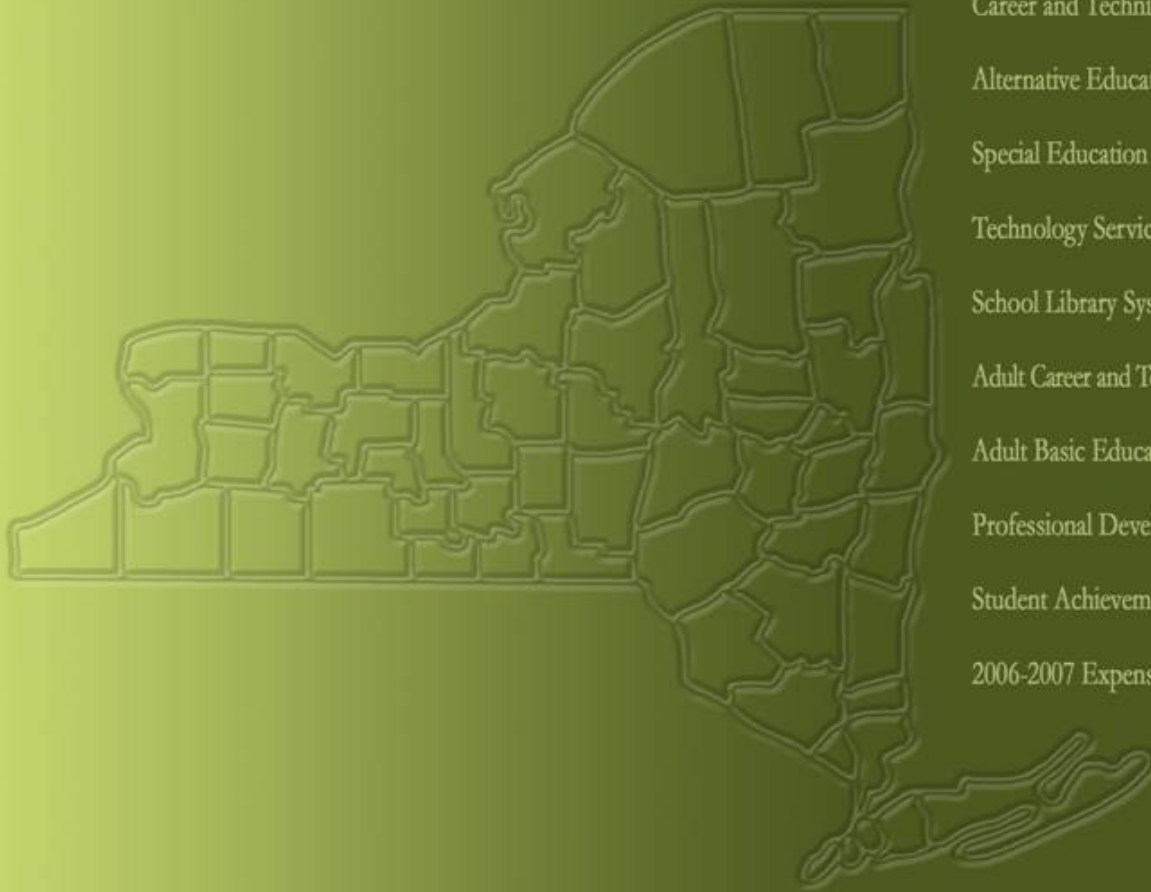 Career and Techni
Alternative Educat
Special Education
Technology Servic
School Library Sys
Adult Career and Te
Adult Basic Educa
Professional Deve
Student Achievem
2006-2007 Expens